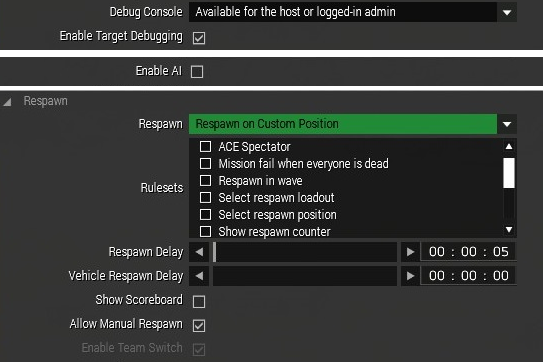 Debug Console Available for the host or logged-in admin
Enable Target Debugging
Enable AI
Respawn
Respawn Respawn on Custom Position
ACE Spectator
Mission fail when everyone is dead
Respawn in wave
Rulesets
Select respawn loadout
Select respawn position
Show respawn counter
Respawn Delay 00 : 00 : 05
Vehicle Respawn Delay 00 : 00 : 00
Show Scoreboard
Allow Manual Respawn
Enable Team Switch